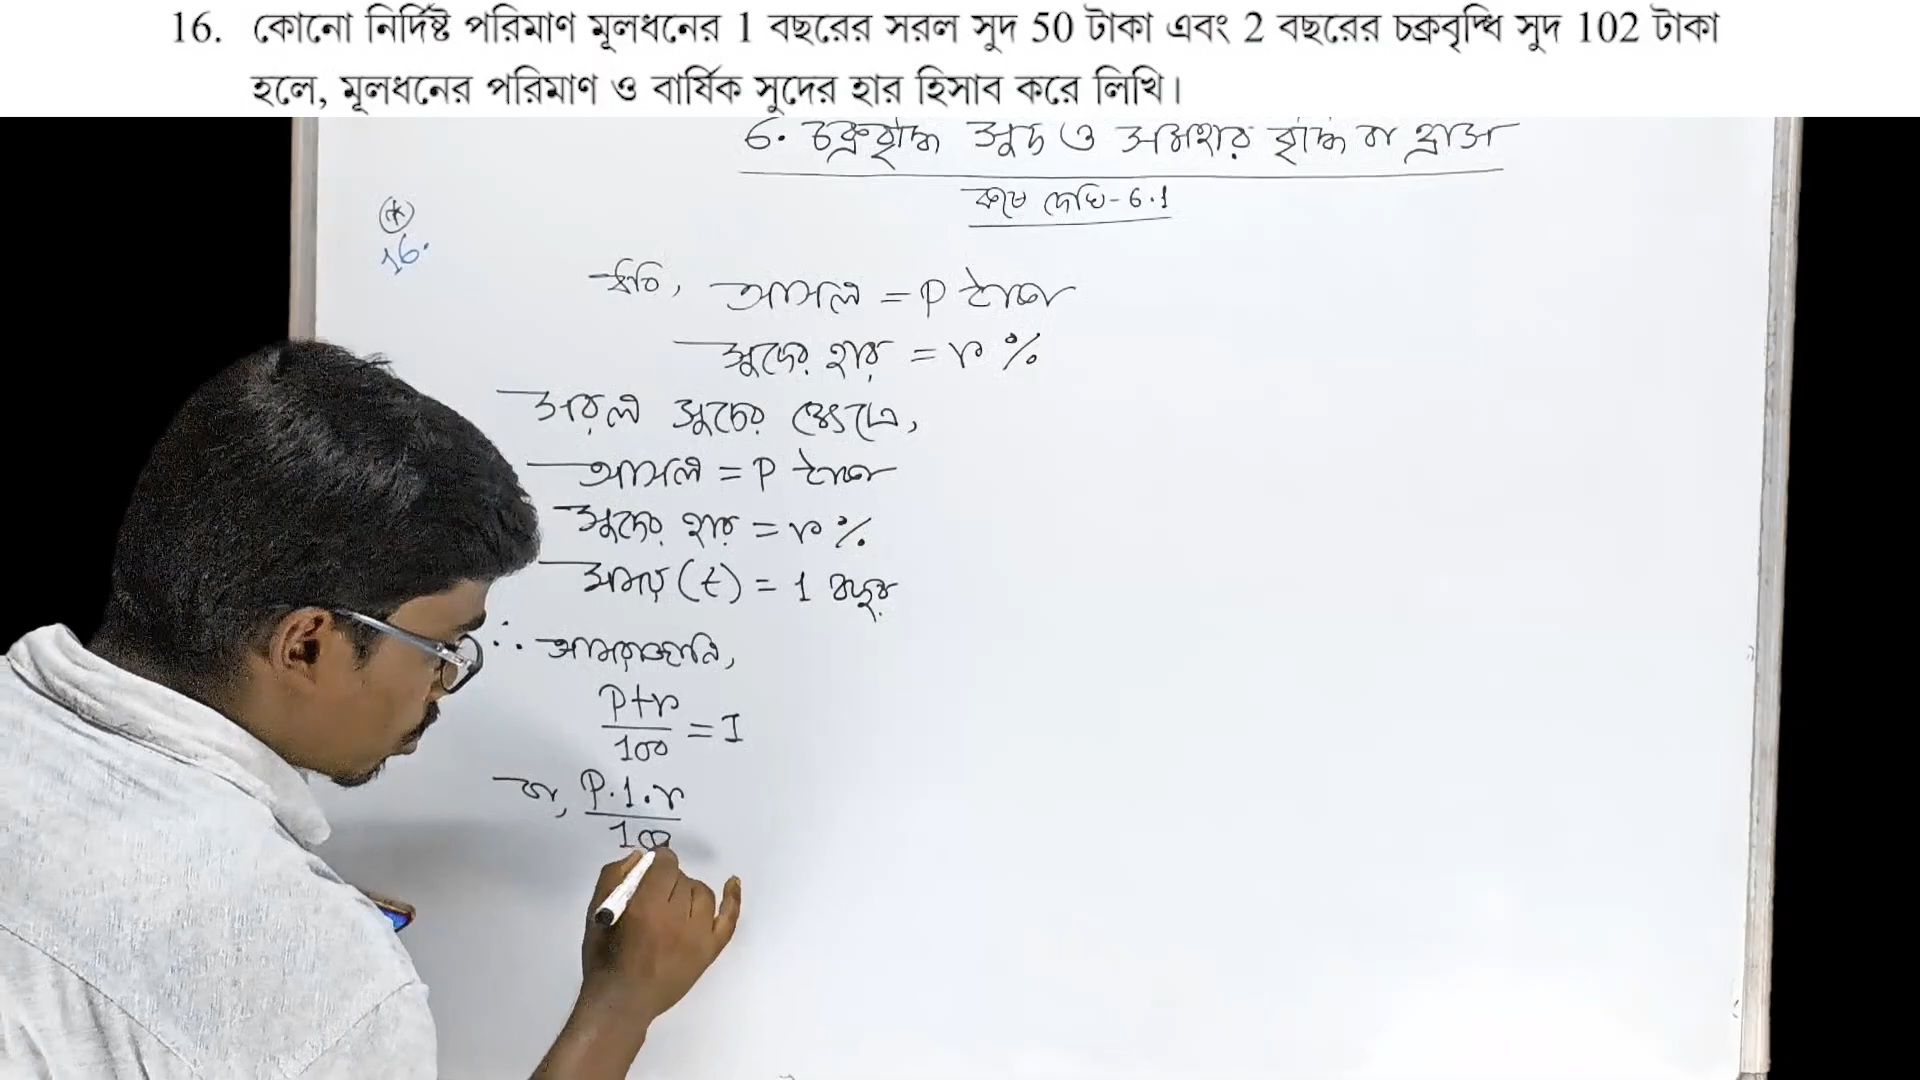 16. কোনো নির্দিষ্ট পরিমাণ মূলধনের 1 বছরের সরল সুদ 50 টাকা এবং 2 বছরের চক্রবৃদ্ধি সুদ 102 টাকা
হলে, মূলধনের পরিমাণ ও বার্ষিক সুদের হার হিসাব করে লিখি।
6. চক্রবৃদ্ধি সুদ ও সমহার বৃদ্ধি বা হ্রাস
কষে দেখি - 6.1
*
16.
ধরি, আসল = P টাকা
সুদের হার = r %
সরল সুদের ক্ষেত্রে,
আসল = P টাকা
সুদের হার = r %
সময় (t) = 1 বছর
∴ আমরা জানি,
Ptr/100 = I
বা, P.1.r/100